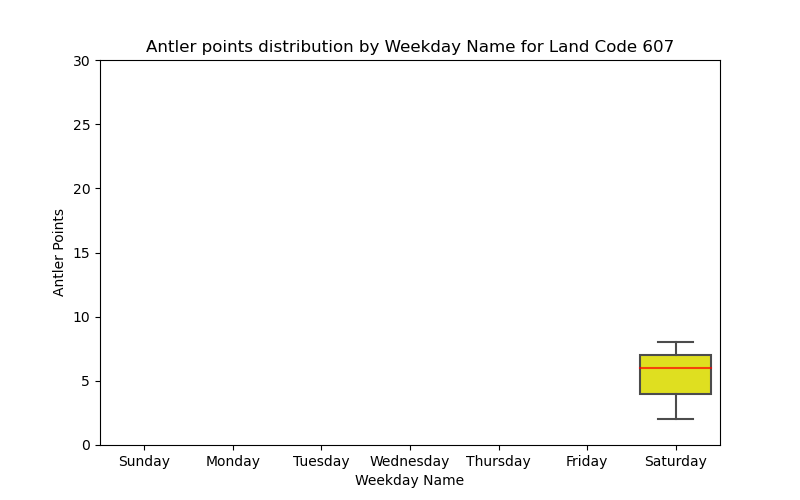 Antler points distribution by Weekday Name for Land Code 607
30
25
20
15
10
5
0
Antler Points
Sunday Monday Tuesday Wednesday Thursday Friday Saturday
Weekday Name